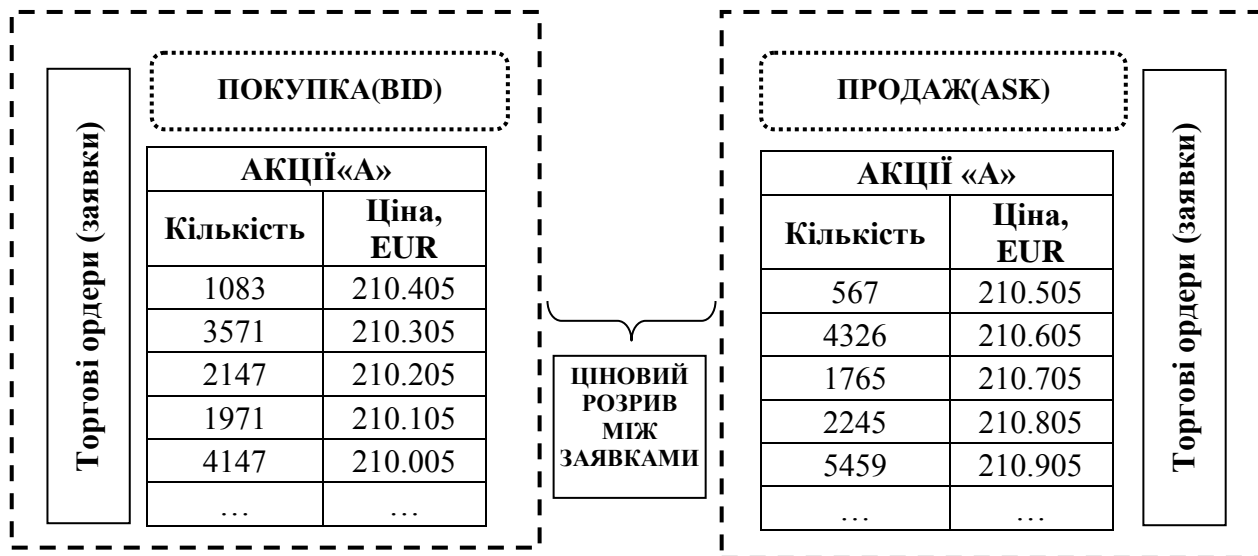 Торгові ордери (заявки)
ПОКУПКА(BID)
АКЦІЇ«А»
Кількість Ціна,
EUR
1083 210.405
3571 210.305
2147 210.205
1971 210.105
4147 210.005
… …
ЦІНОВИЙ
РОЗРИВ
МІЖ
ЗАЯВКАМИ
ПРОДАЖ(ASK)
АКЦІЇ «А»
Кількість Ціна,
EUR
567 210.505
4326 210.605
1765 210.705
2245 210.805
5459 210.905
… …
Торгові ордери (заявки)